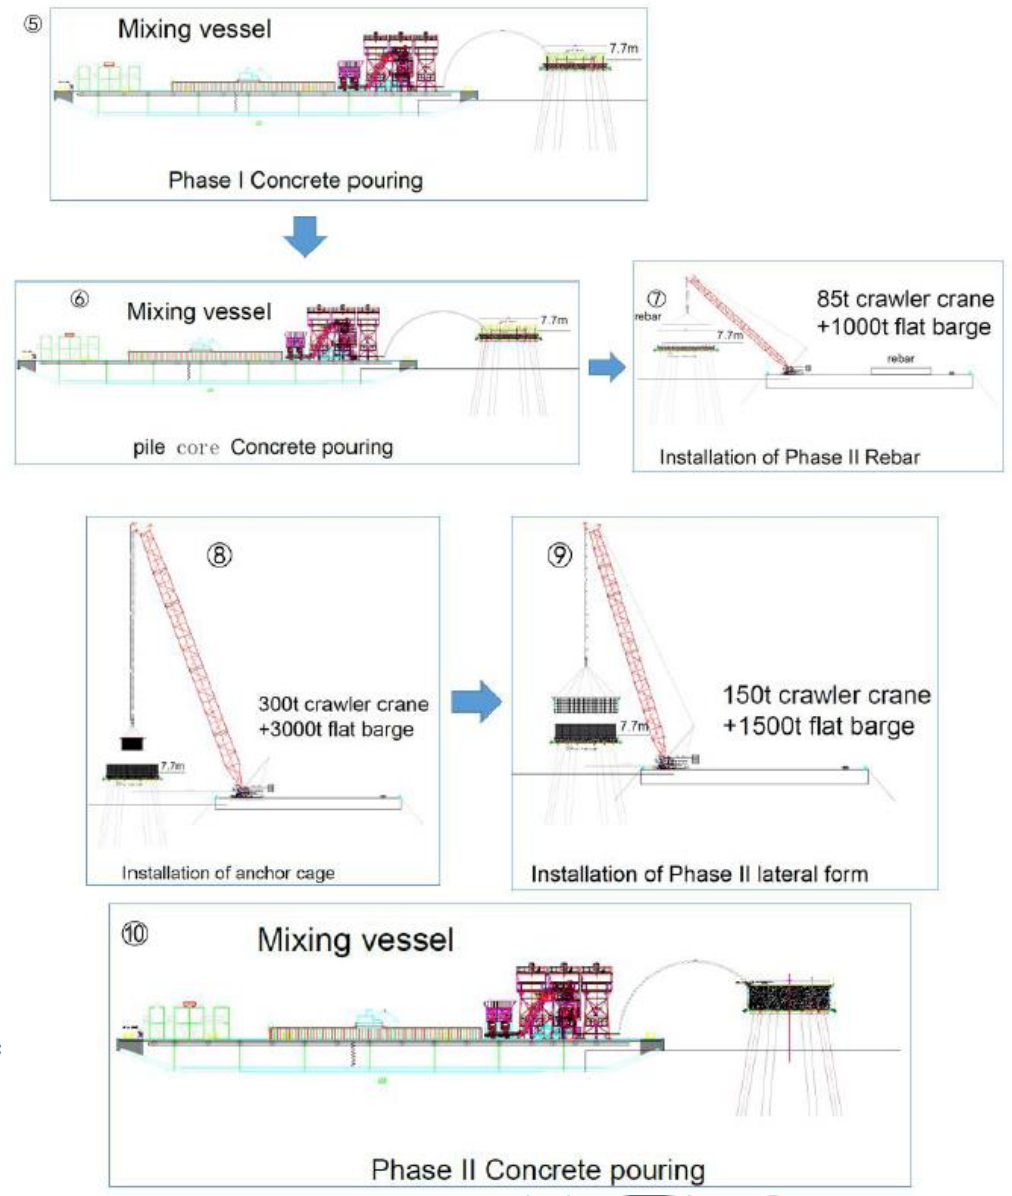 ⑤
Mixing vessel
7.7m
Phase I Concrete pouring
⑥
Mixing vessel
7.7m
pile core Concrete pouring
⑦
85t crawler crane
+1000t flat barge
rebar
7.7m
rebar
Installation of Phase II Rebar
⑧
300t crawler crane
+3000t flat barge
7.7m
Installation of anchor cage
⑨
150t crawler crane
+1500t flat barge
7.7m
Installation of Phase II lateral form
⑩
Mixing vessel
Phase II Concrete pouring